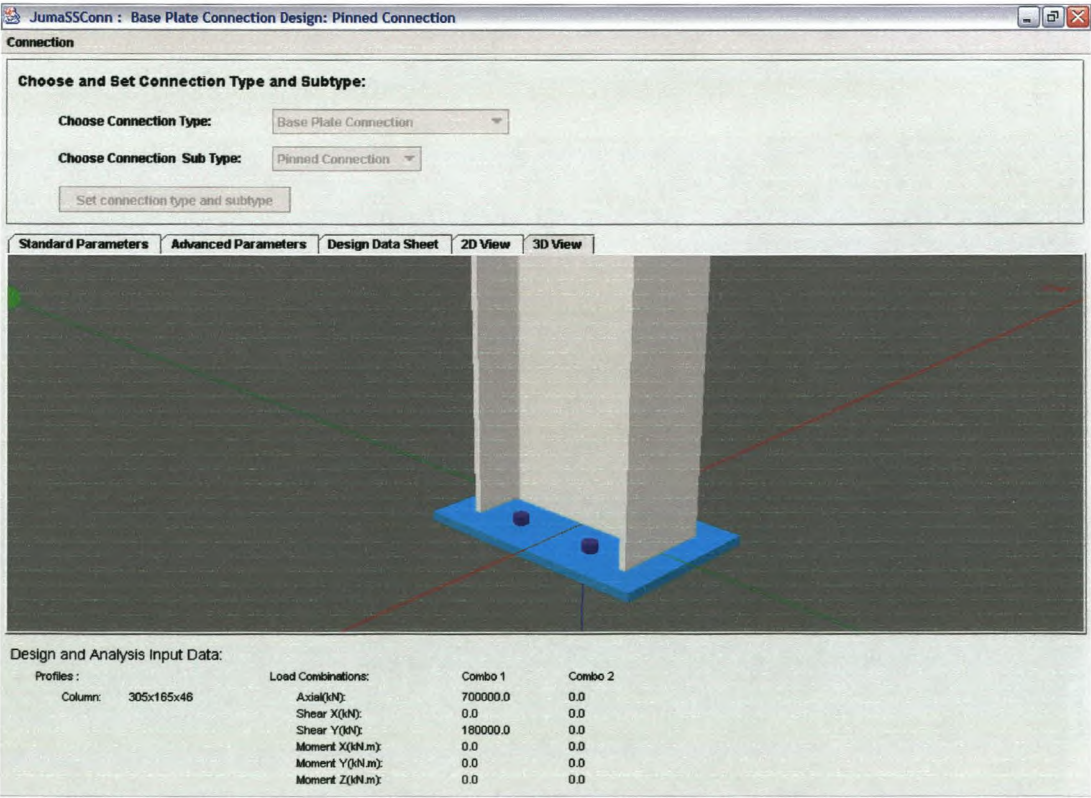 JumaSSConn : Base Plate Connection Design: Pinned Connection
Connection
Choose and Set Connection Type and Subtype:
Choose Connection Type: Base Plate Connection
Choose Connection Sub Type: Pinned Connection
Set connection type and subtype
Standard Parameters Advanced Parameters Design Data Sheet 2D View 3D View
Design and Analysis Input Data:
Profiles : Load Combinations: Combo 1 Combo 2
Column: 305x165x46 Axial(kN): 700000.0 0.0
Shear X(kN): 0.0 0.0
Shear Y(kN): 180000.0 0.0
Moment X(kN.m): 0.0 0.0
Moment Y(kN.m): 0.0 0.0
Moment Z(kN.m): 0.0 0.0